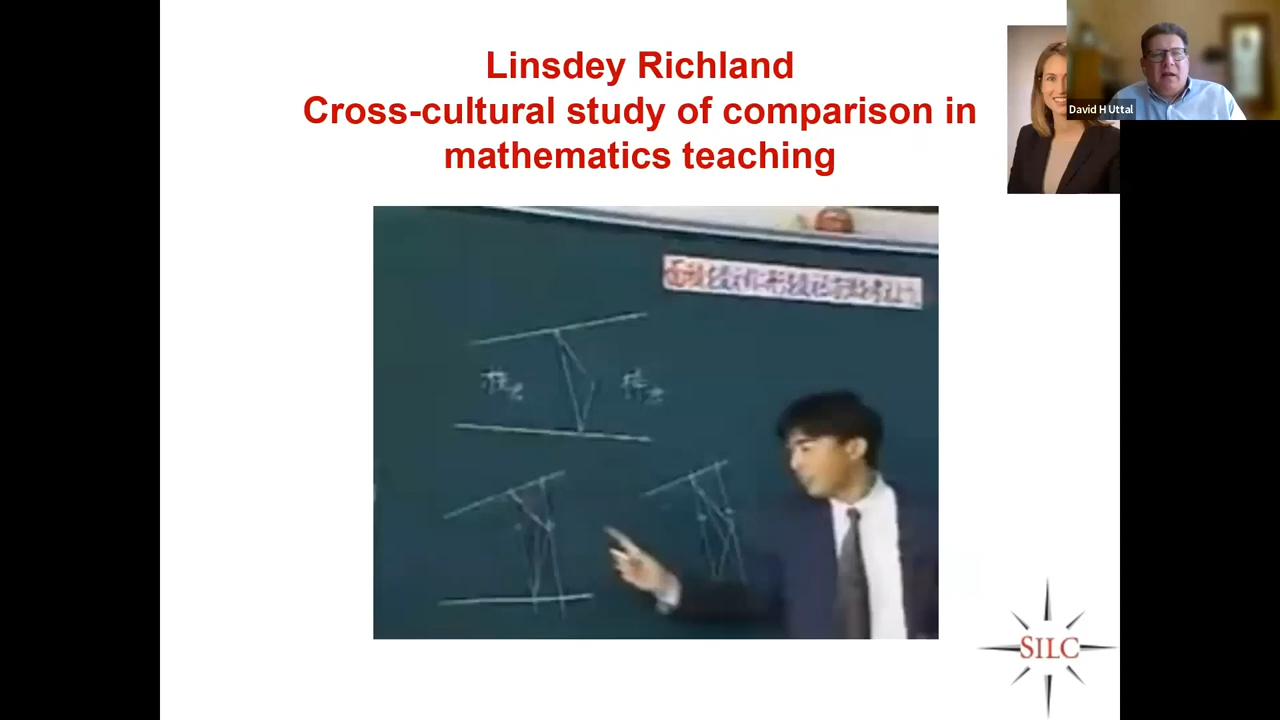 Linsdey Richland
Cross-cultural study of comparison in
mathematics teaching
David H Uttal
SILC